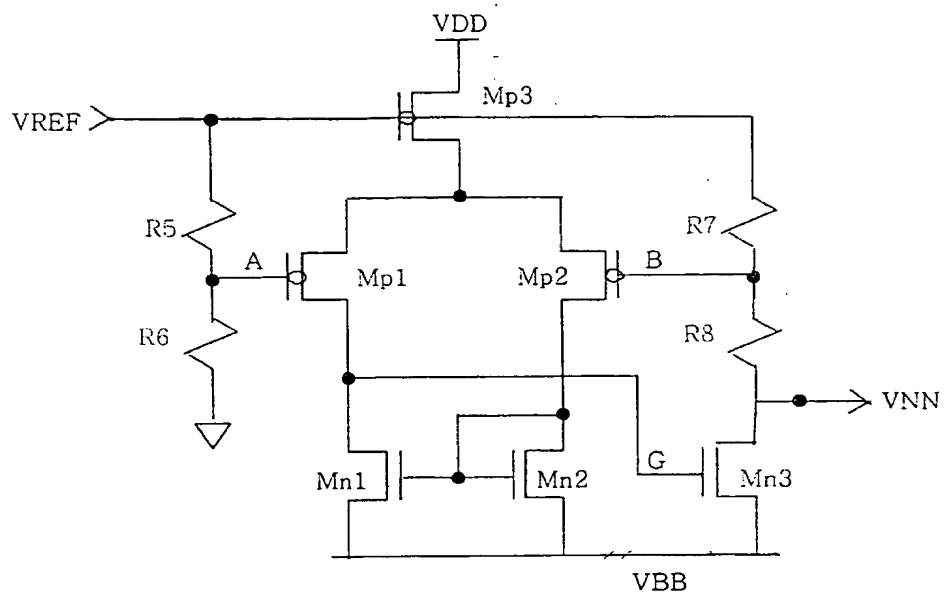 VDD
VREF
Mp3
R5
R7
A
Mp1
Mp2
B
R6
R8
VNN
Mn1
Mn2
G
Mn3
VBB